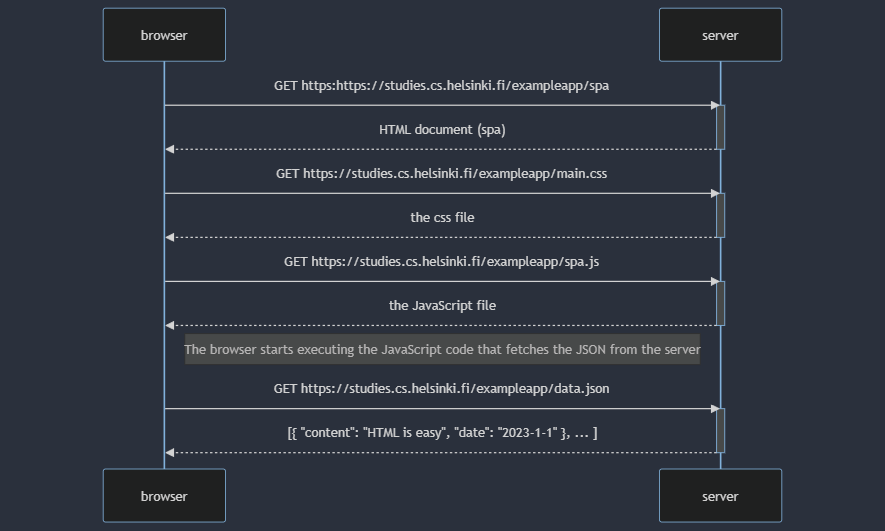 browser
server
GET https:https://studies.cs.helsinki.fi/exampleapp/spa
HTML document (spa)
GET https://studies.cs.helsinki.fi/exampleapp/main.css
the css file
GET https://studies.cs.helsinki.fi/exampleapp/spa.js
the JavaScript file
The browser starts executing the JavaScript code that fetches the JSON from the server
GET https://studies.cs.helsinki.fi/exampleapp/data.json
[{ "content": "HTML is easy", "date": "2023-1-1" }, ... ]
browser
server